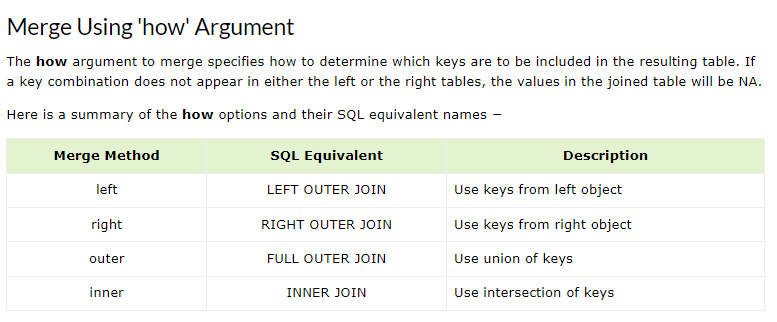 Merge Using 'how' Argument
The how argument to merge specifies how to determine which keys are to be included in the resulting table. If
a key combination does not appear in either the left or the right tables, the values in the joined table will be NA.
Here is a summary of the how options and their SQL equivalent names −
Merge Method SQL Equivalent Description
left LEFT OUTER JOIN Use keys from left object
right RIGHT OUTER JOIN Use keys from right object
outer FULL OUTER JOIN Use union of keys
inner INNER JOIN Use intersection of keys